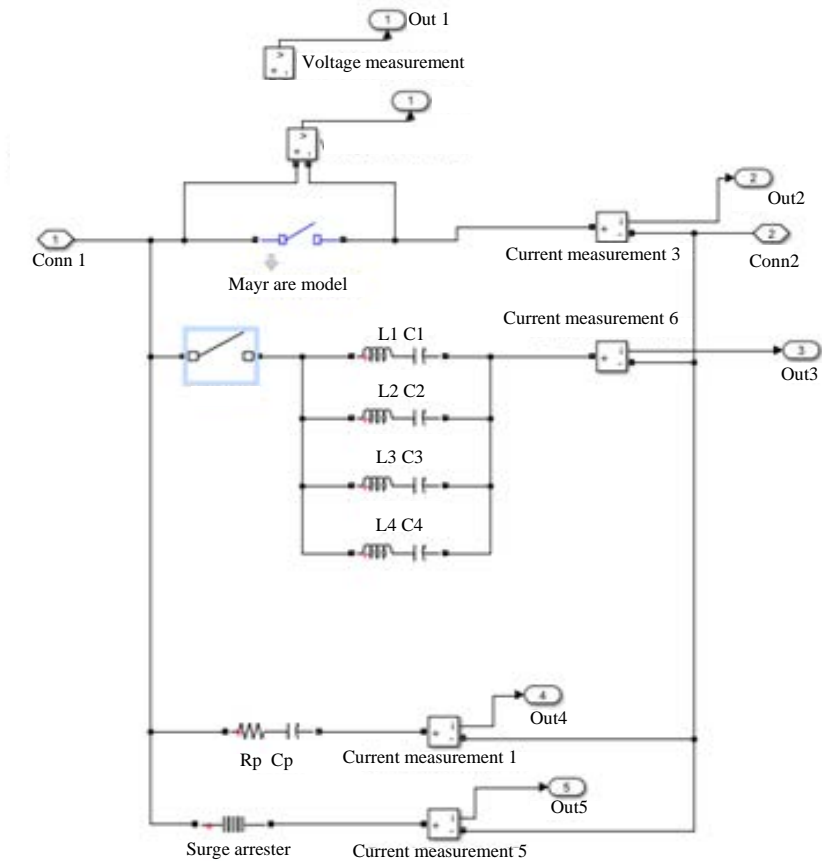 1 Out 1
Voltage measurement
1
2
Out2
1
Conn 1
Current measurement 3
2
Conn2
Mayr are model
Current measurement 6
L1 C1
3
Out3
L2 C2
L3 C3
L4 C4
4
Out4
Rp Cp
Current measurement 1
5
Out5
Surge arrester
Current measurement 5